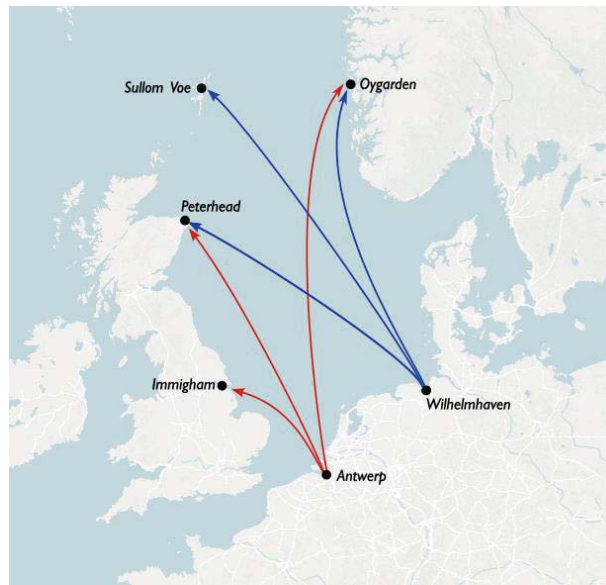 Sullom Voe
Oygarden
Peterhead
Immigham
Wilhelmhaven
Antwerp